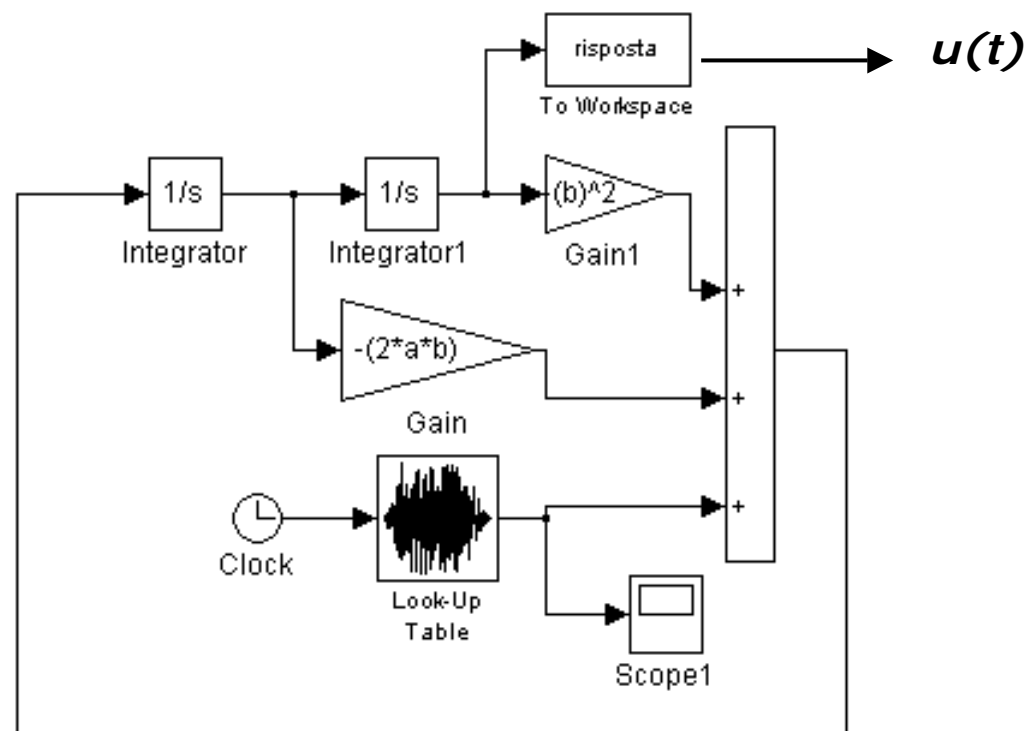 risposta
u(t)
To Workspace
1/s
1/s
(b)^2
Integrator
Integrator1
Gain1
+
-(2*a*b)
+
Gain
+
Clock
Look-Up
Table
Scope1